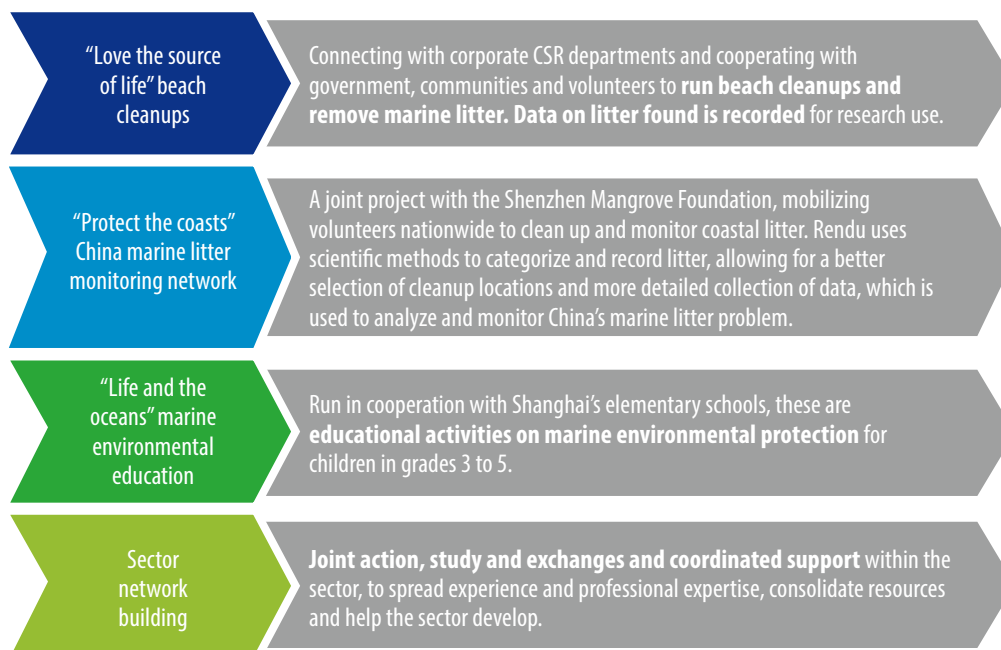 “Love the source
of life” beach
cleanups
Connecting with corporate CSR departments and cooperating with
government, communities and volunteers to run beach cleanups and
remove marine litter. Data on litter found is recorded for research use.
“Protect the coasts”
China marine litter
monitoring network
A joint project with the Shenzhen Mangrove Foundation, mobilizing
volunteers nationwide to clean up and monitor coastal litter. Rendu uses
scientific methods to categorize and record litter, allowing for a better
selection of cleanup locations and more detailed collection of data, which is
used to analyze and monitor China’s marine litter problem.
“Life and the
oceans” marine
environmental
education
Run in cooperation with Shanghai’s elementary schools, these are
educational activities on marine environmental protection for
children in grades 3 to 5.
Sector
network
building
Joint action, study and exchanges and coordinated support within the
sector, to spread experience and professional expertise, consolidate resources
and help the sector develop.